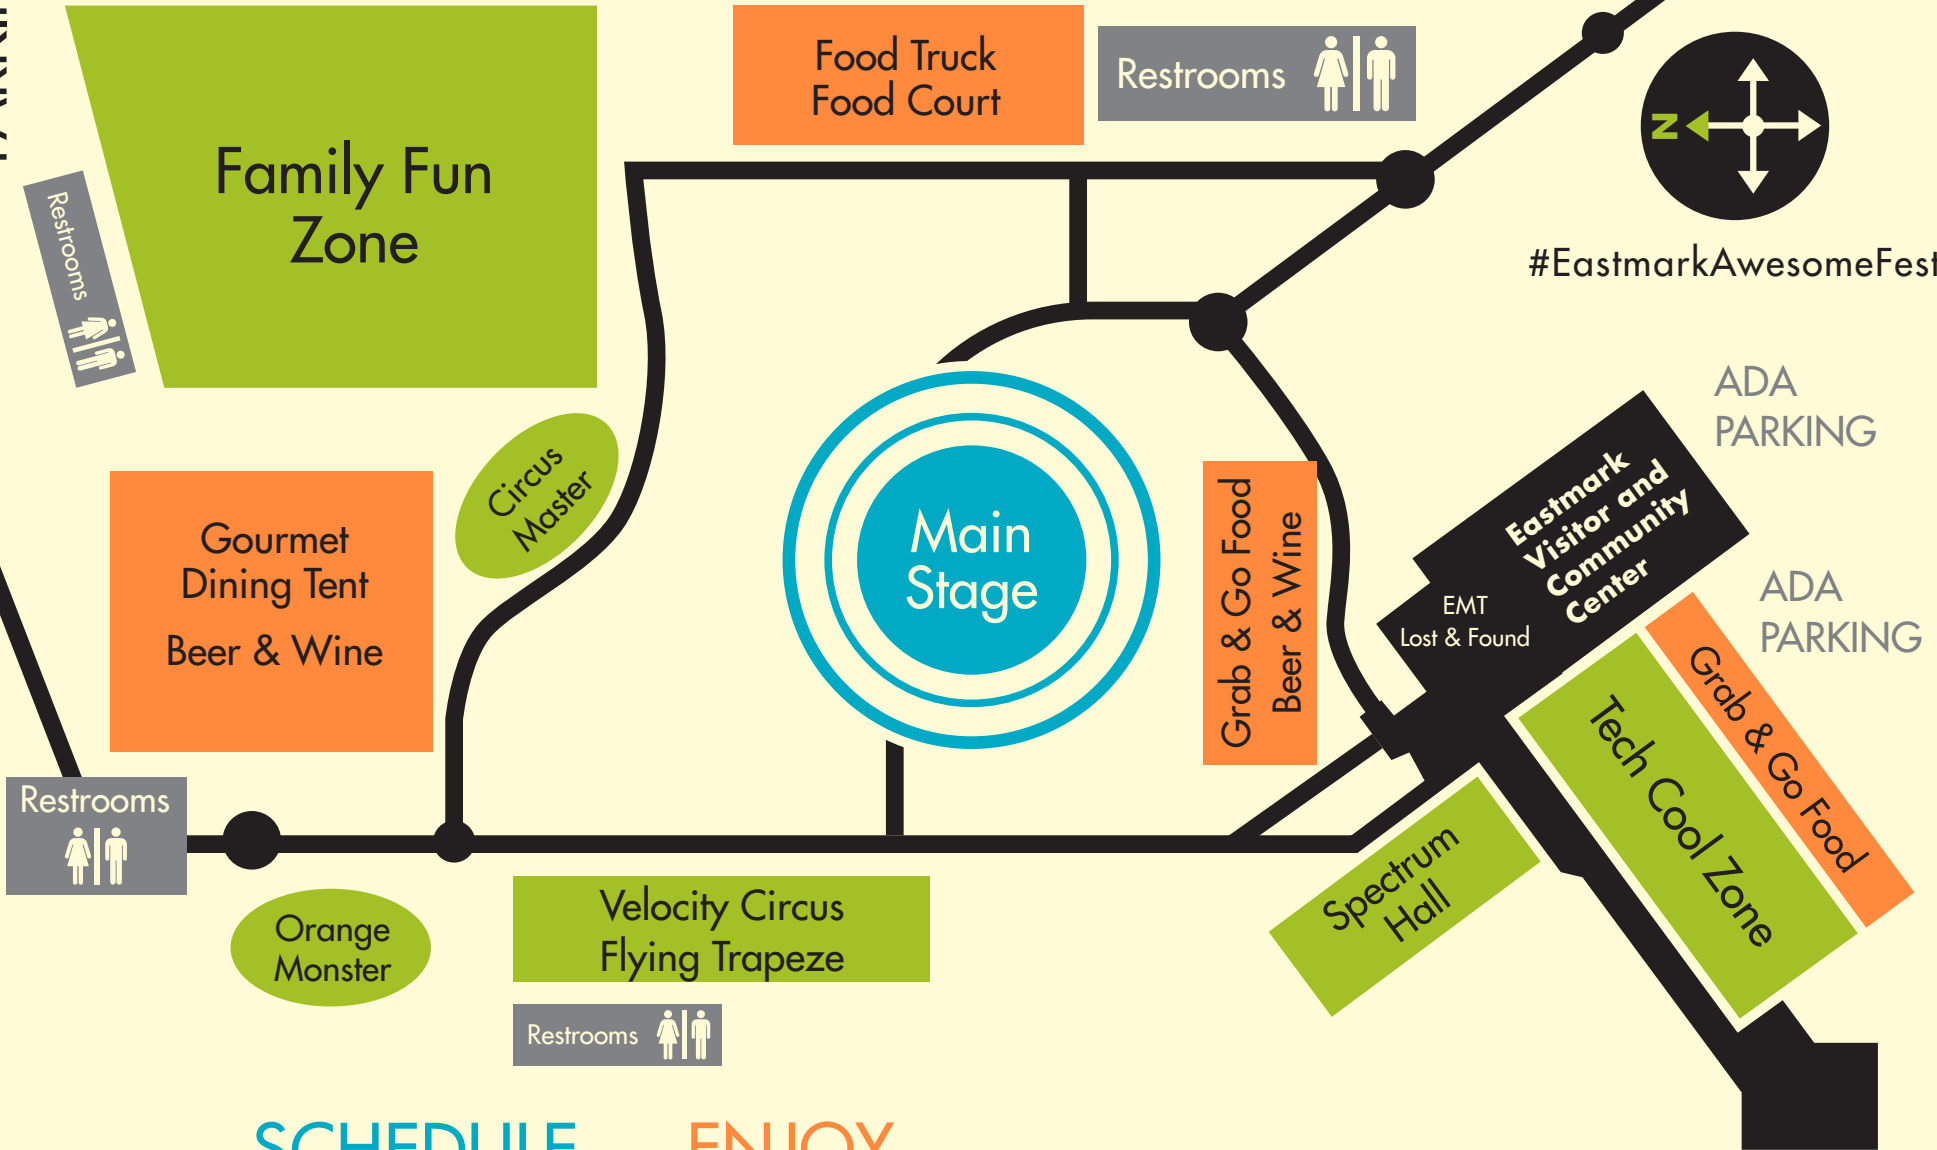 Family Fun
Zone
Restrooms
Food Truck
Food Court
Restrooms
N
#EastmarkAwesomeFest
ADA
PARKING
Circus
Master
Gourmet
Dining Tent
Beer & Wine
Main
Stage
Grab & Go Food
Beer & Wine
Eastmark
Visitor and
Community
Center
EMT
Lost & Found
ADA
PARKING
Grab & Go Food
Tech Cool Zone
Spectrum
Hall
Restrooms
Orange
Monster
Velocity Circus
Flying Trapeze
Restrooms
SCHEDULE
ENJOY